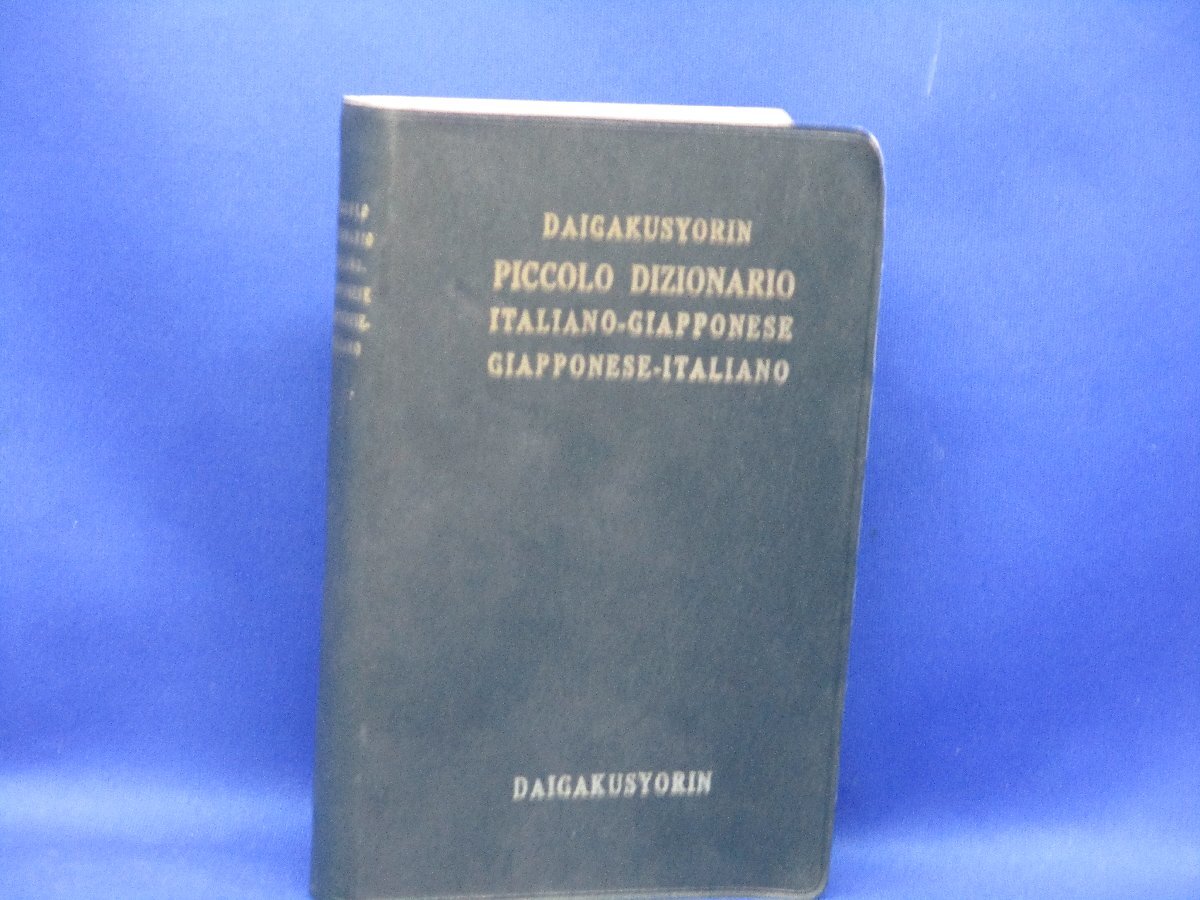 DAIGAKUSYORIN
PICCOLO DIZIONARIO
ITALIANO-GIAPPONESE
GIAPPONESE-ITALIANO
DAIGAKUSYORIN